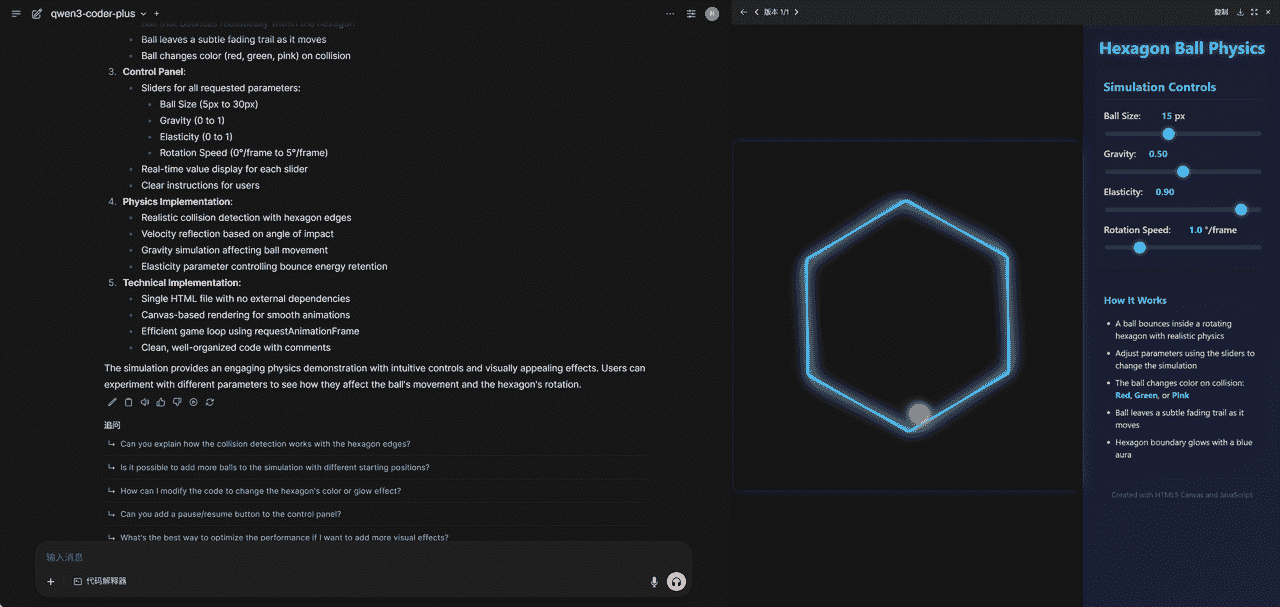 qwen3-coder-plus
Ball that bounces realistically within the hexagon
Ball leaves a subtle fading trail as it moves
Ball changes color (red, green, pink) on collision
3. Control Panel:
Sliders for all requested parameters:
Ball Size (5px to 30px)
Gravity (0 to 1)
Elasticity (0 to 1)
Rotation Speed (0°/frame to 5°/frame)
Real-time value display for each slider
Clear instructions for users
4. Physics Implementation:
Realistic collision detection with hexagon edges
Velocity reflection based on angle of impact
Gravity simulation affecting ball movement
Elasticity parameter controlling bounce energy retention
5. Technical Implementation:
Single HTML file with no external dependencies
Canvas-based rendering for smooth animations
Efficient game loop using requestAnimationFrame
Clean, well-organized code with comments
The simulation provides an engaging physics demonstration with intuitive controls and visually appealing effects. Users can
experiment with different parameters to see how they affect the ball's movement and the hexagon's rotation.
追问
Can you explain how the collision detection works with the hexagon edges?
Is it possible to add more balls to the simulation with different starting positions?
How can I modify the code to change the hexagon's color or glow effect?
Can you add a pause/resume button to the control panel?
What's the best way to optimize the performance if I want to add more visual effects?
输入消息
代码解释器
版本 1/1
复制
Hexagon Ball Physics
Simulation Controls
Ball Size: 15 px
Gravity: 0.50
Elasticity: 0.90
Rotation Speed: 1.0 °/frame
How It Works
A ball bounces inside a rotating
hexagon with realistic physics
Adjust parameters using the sliders to
change the simulation
The ball changes color on collision:
Red, Green, or Pink
Ball leaves a subtle fading trail as it
moves
Hexagon boundary glows with a blue
aura
Created with HTML5 Canvas and JavaScript